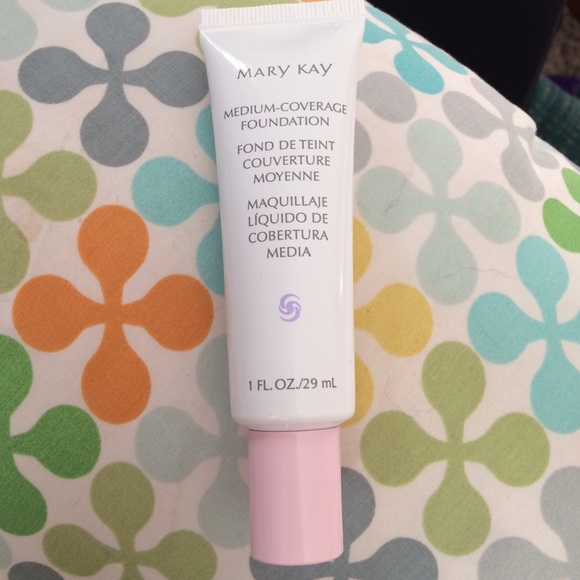 MARY KAY
MEDIUM-COVERAGE
FOUNDATION
FOND DE TEINT
COUVERTURE
MOYENNE
MAQUILLAJE
LÍQUIDO DE
COBERTURA
MEDIA
1 FL. OZ./29 mL